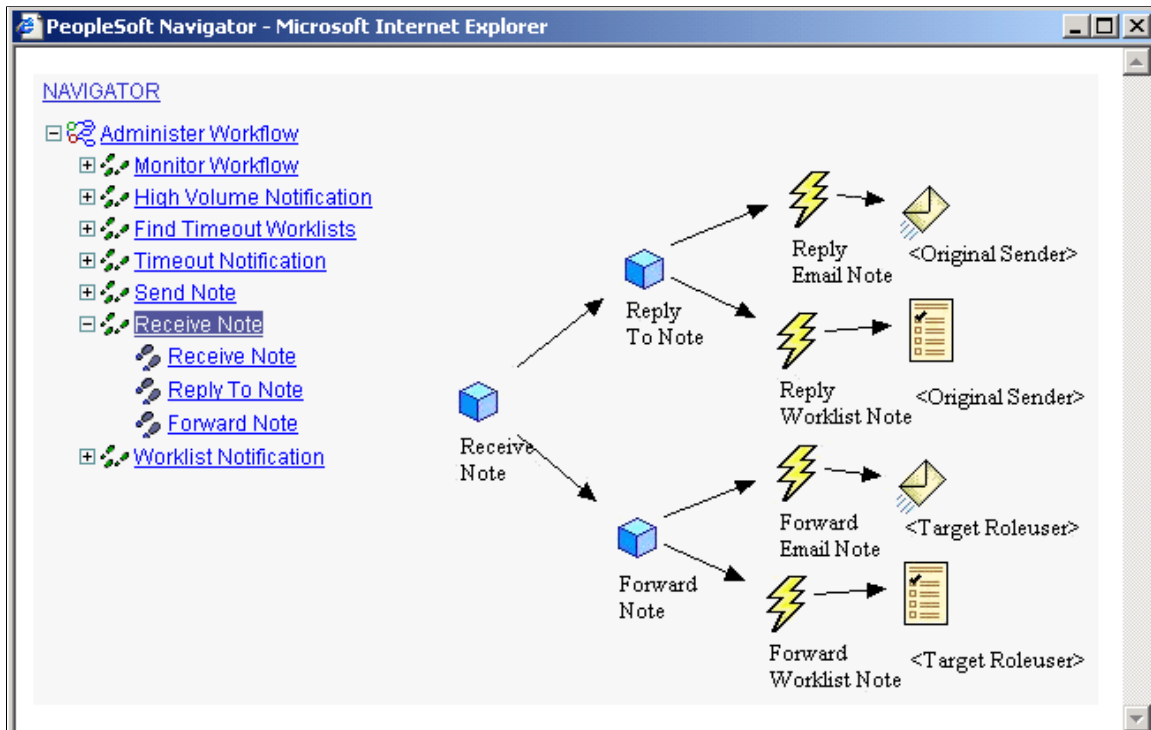 PeopleSoft Navigator - Microsoft Internet Explorer
NAVIGATOR
Administer Workflow
Monitor Workflow
High Volume Notification
Find Timeout Worklists
Timeout Notification
Send Note
Receive Note
Receive Note
Reply To Note
Forward Note
Worklist Notification
Receive
Note
Reply
To Note
Reply
Email Note
<Original Sender>
Reply
Worklist Note
<Original Sender>
Forward
Note
Forward
Email Note
<Target Roleuser>
Forward
Worklist Note
<Target Roleuser>